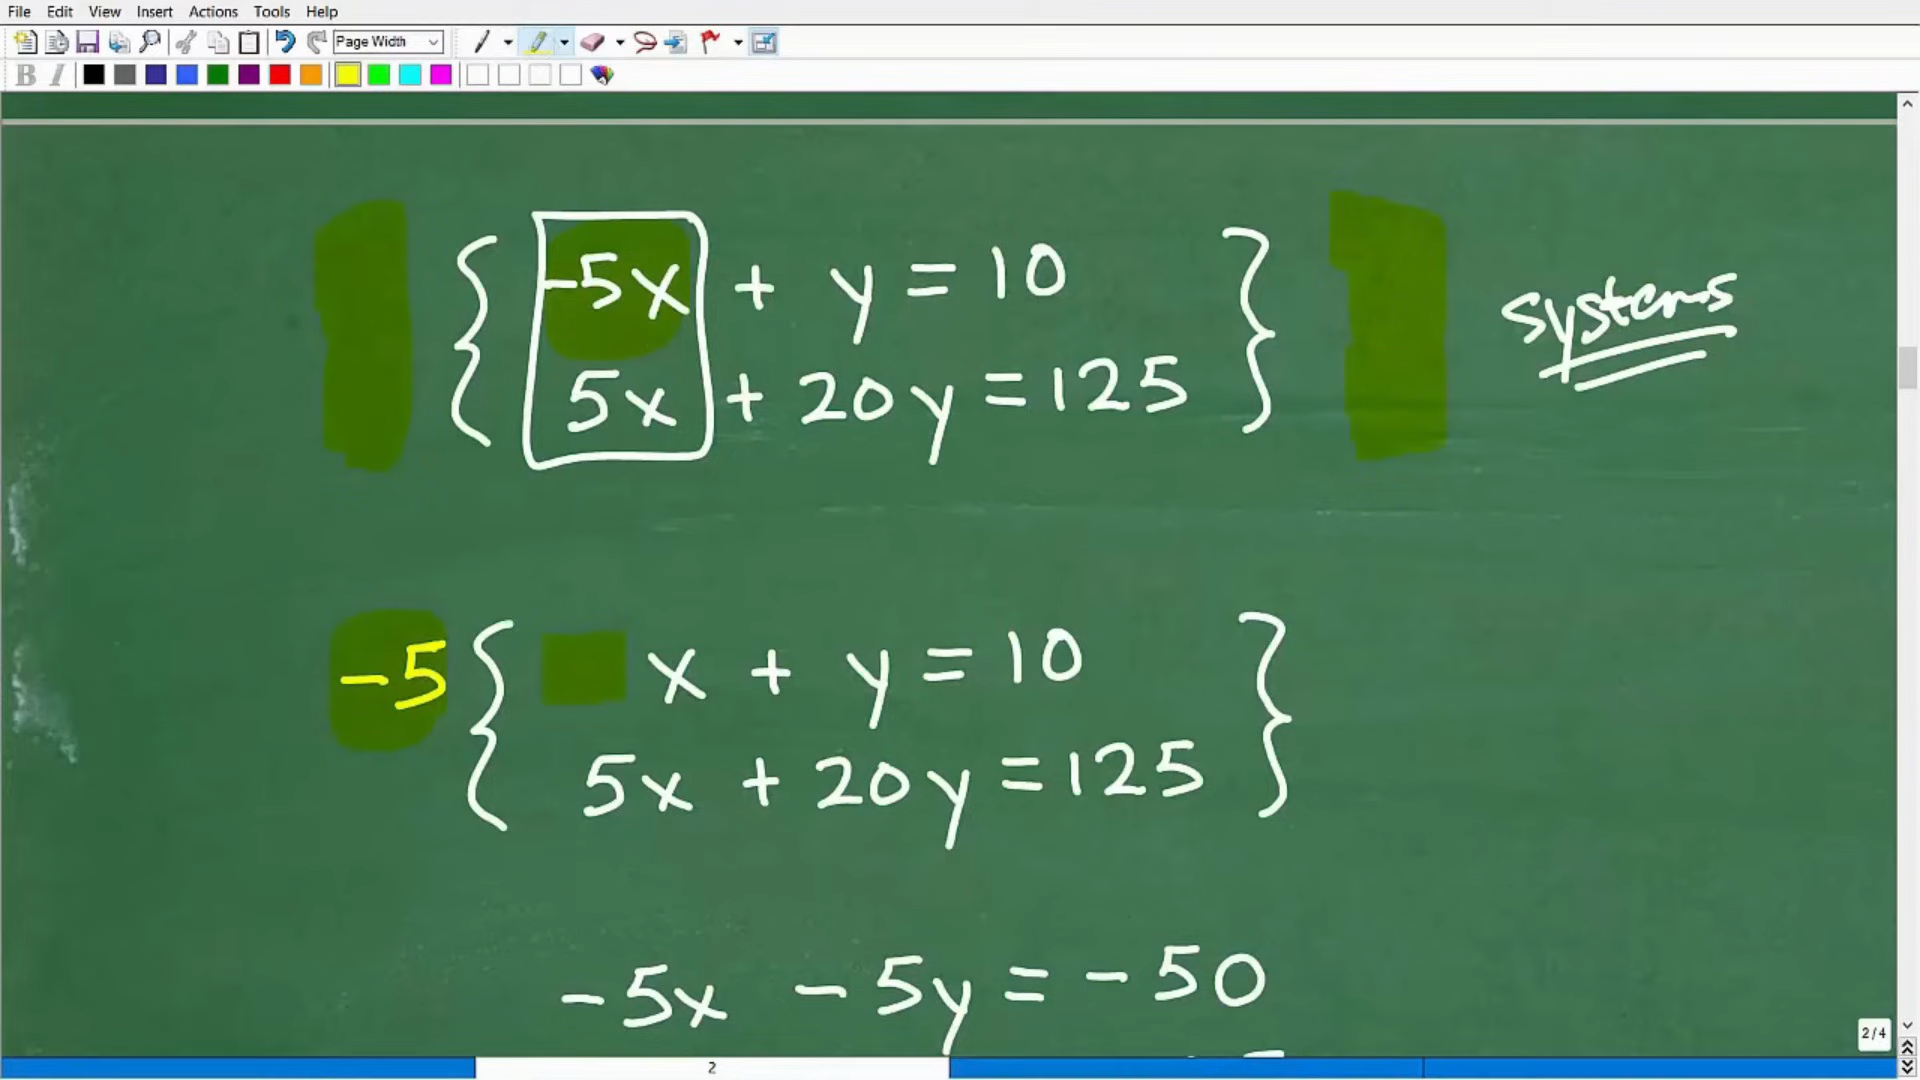 File Edit View Insert Actions Tools Help
Page Width
B I
{ -5x + y = 10
5x + 20y = 125 }
systems
-5 { x + y = 10
5x + 20y = 125 }
-5x - 5y = -50
2/4
2